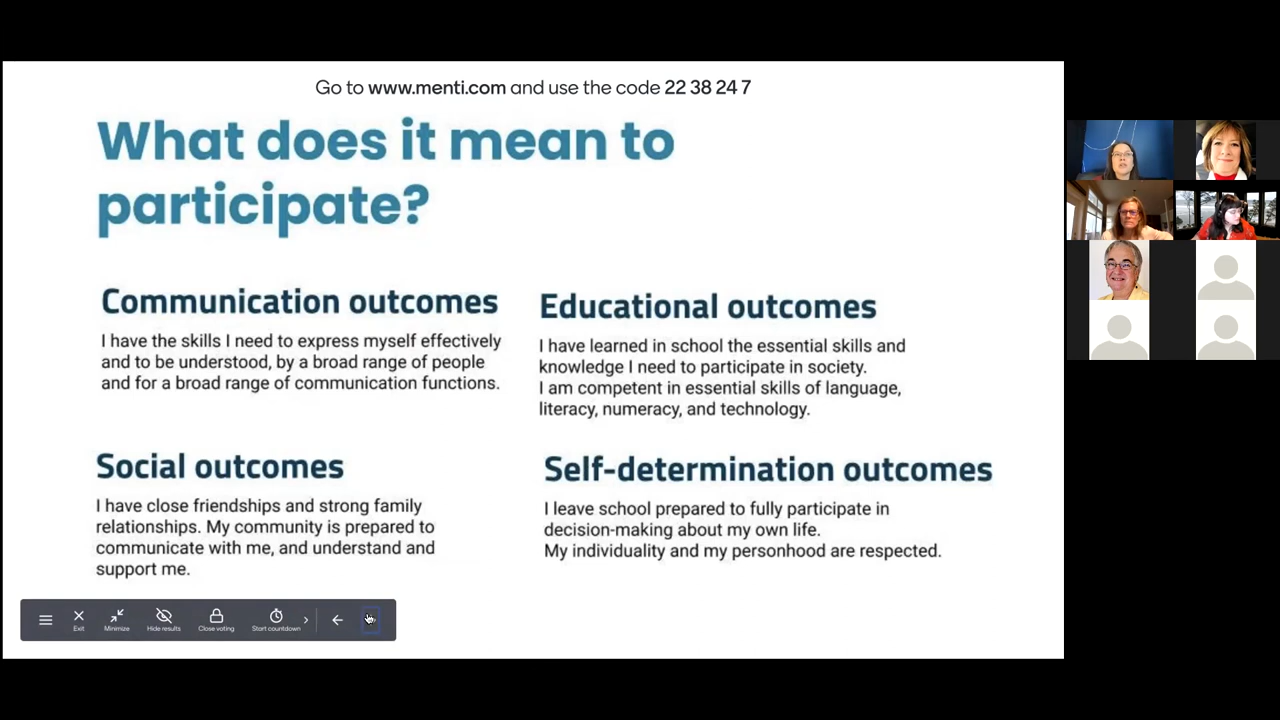 Go to www.menti.com and use the code 22 38 24 7
What does it mean to
participate?
Communication outcomes
I have the skills I need to express myself effectively
and to be understood, by a broad range of people
and for a broad range of communication functions.
Educational outcomes
I have learned in school the essential skills and
knowledge I need to participate in society.
I am competent in essential skills of language,
literacy, numeracy, and technology.
Social outcomes
I have close friendships and strong family
relationships. My community is prepared to
communicate with me, and understand and
support me.
Self-determination outcomes
I leave school prepared to fully participate in
decision-making about my own life.
My individuality and my personhood are respected.
Exit
Minimize
Hide results
Close voting
Start countdown